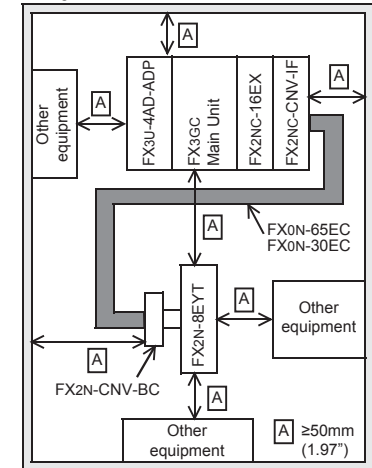 A
Other
equipment
A
FX3U-4AD-ADP
FX3GC
Main Unit
FX2NC-16EX
FX2NC-CNV-IF
A
A
FX0N-65EC
FX0N-30EC
FX2N-8EYT
A
Other
equipment
A
FX2N-CNV-BC
A
Other
equipment
A ≥50mm
(1.97")